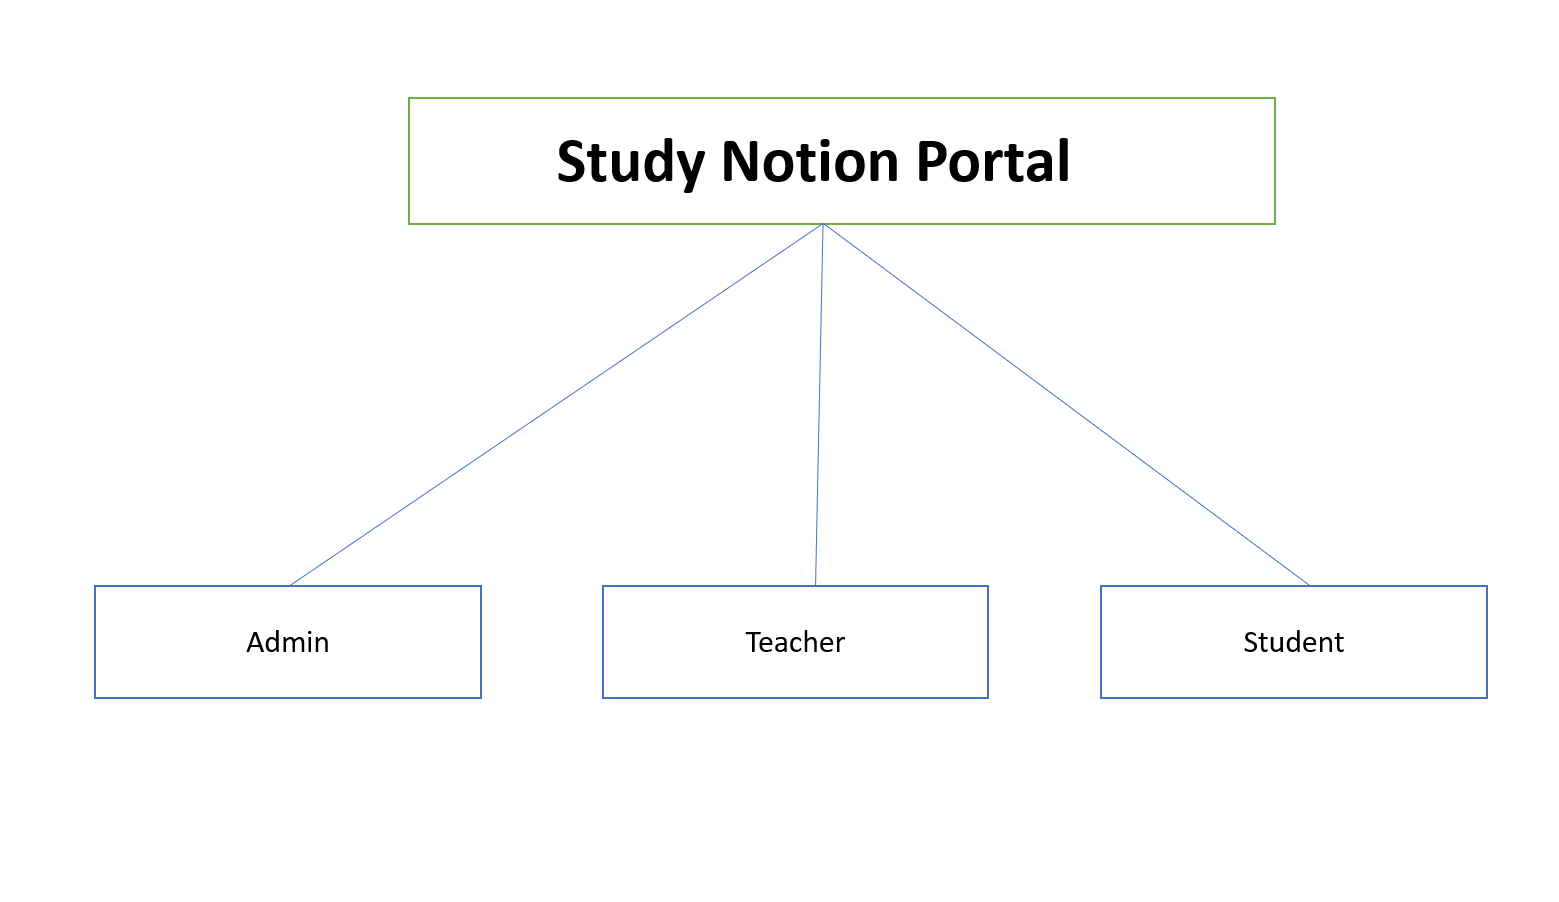 Study Notion Portal
Admin
Teacher
Student